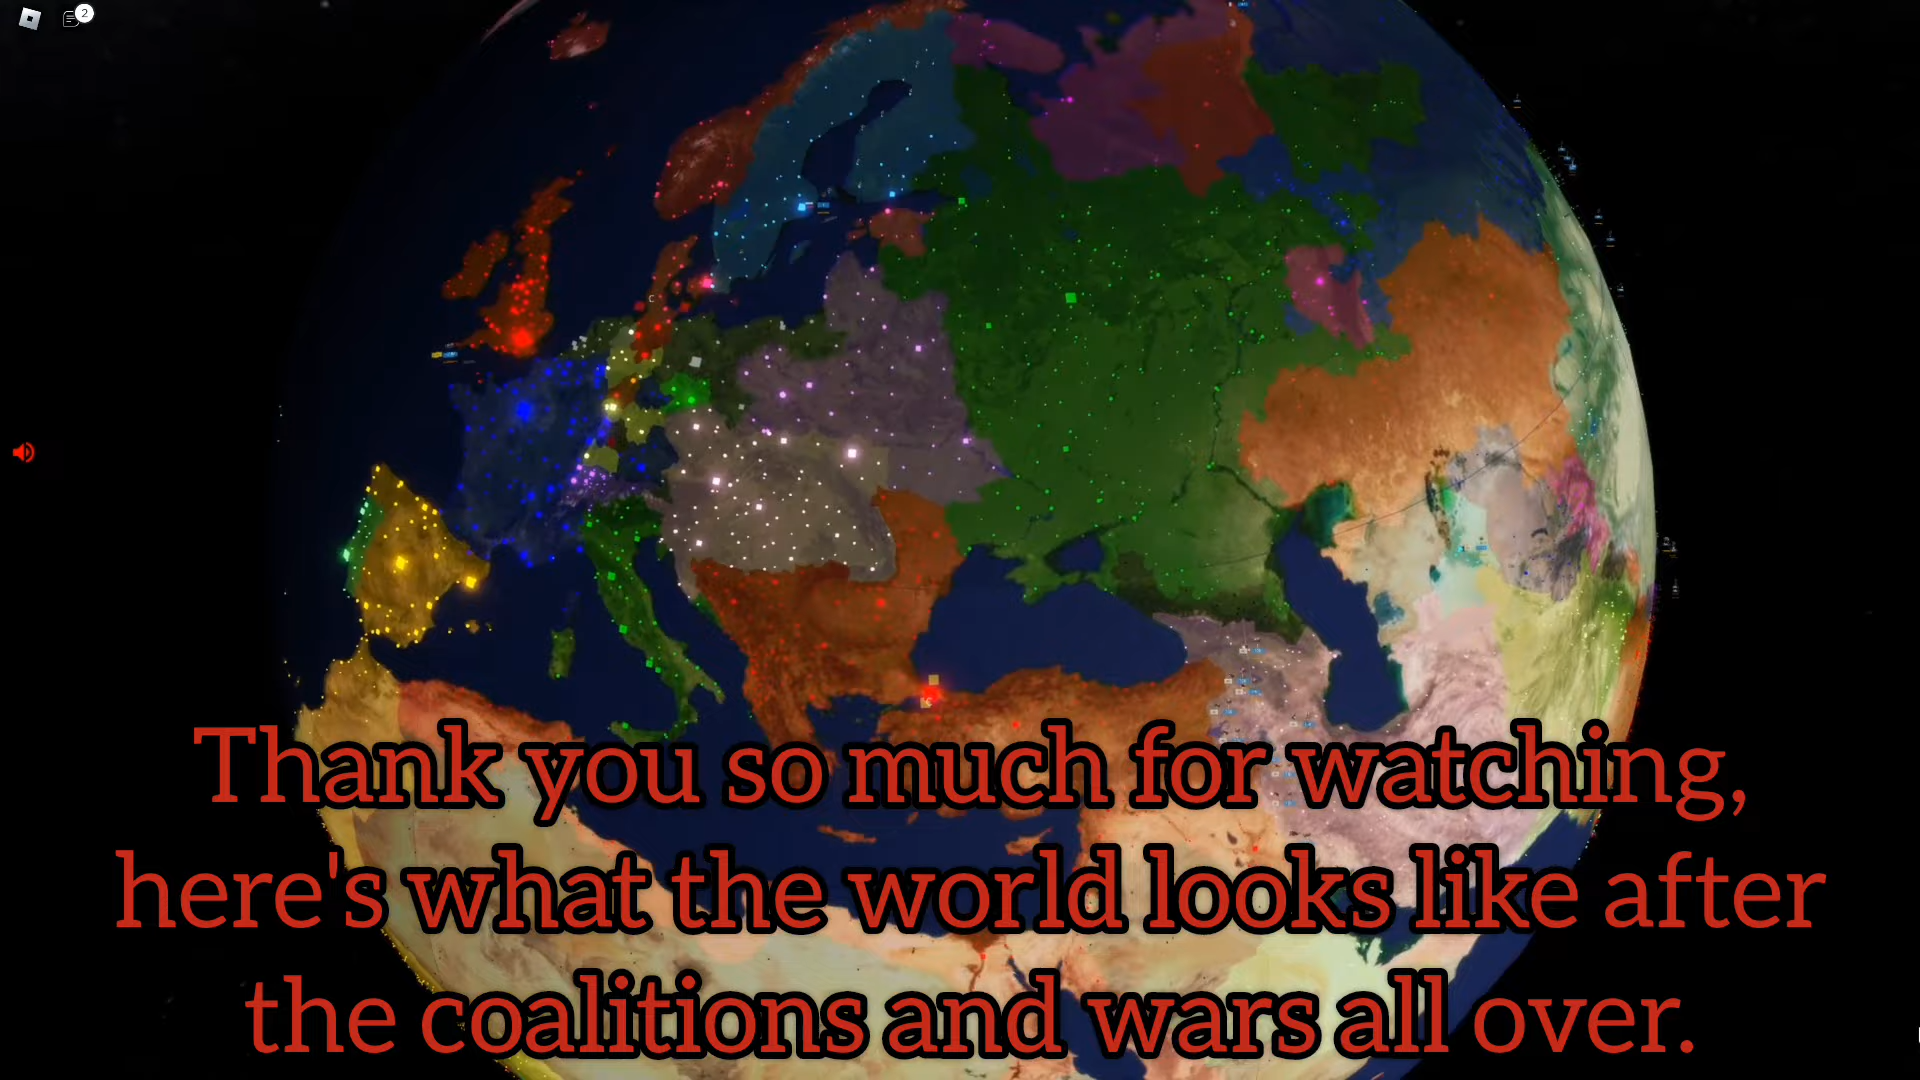 2
C
Thank you so much for watching,
here's what the world looks like after
the coalitions and wars all over.